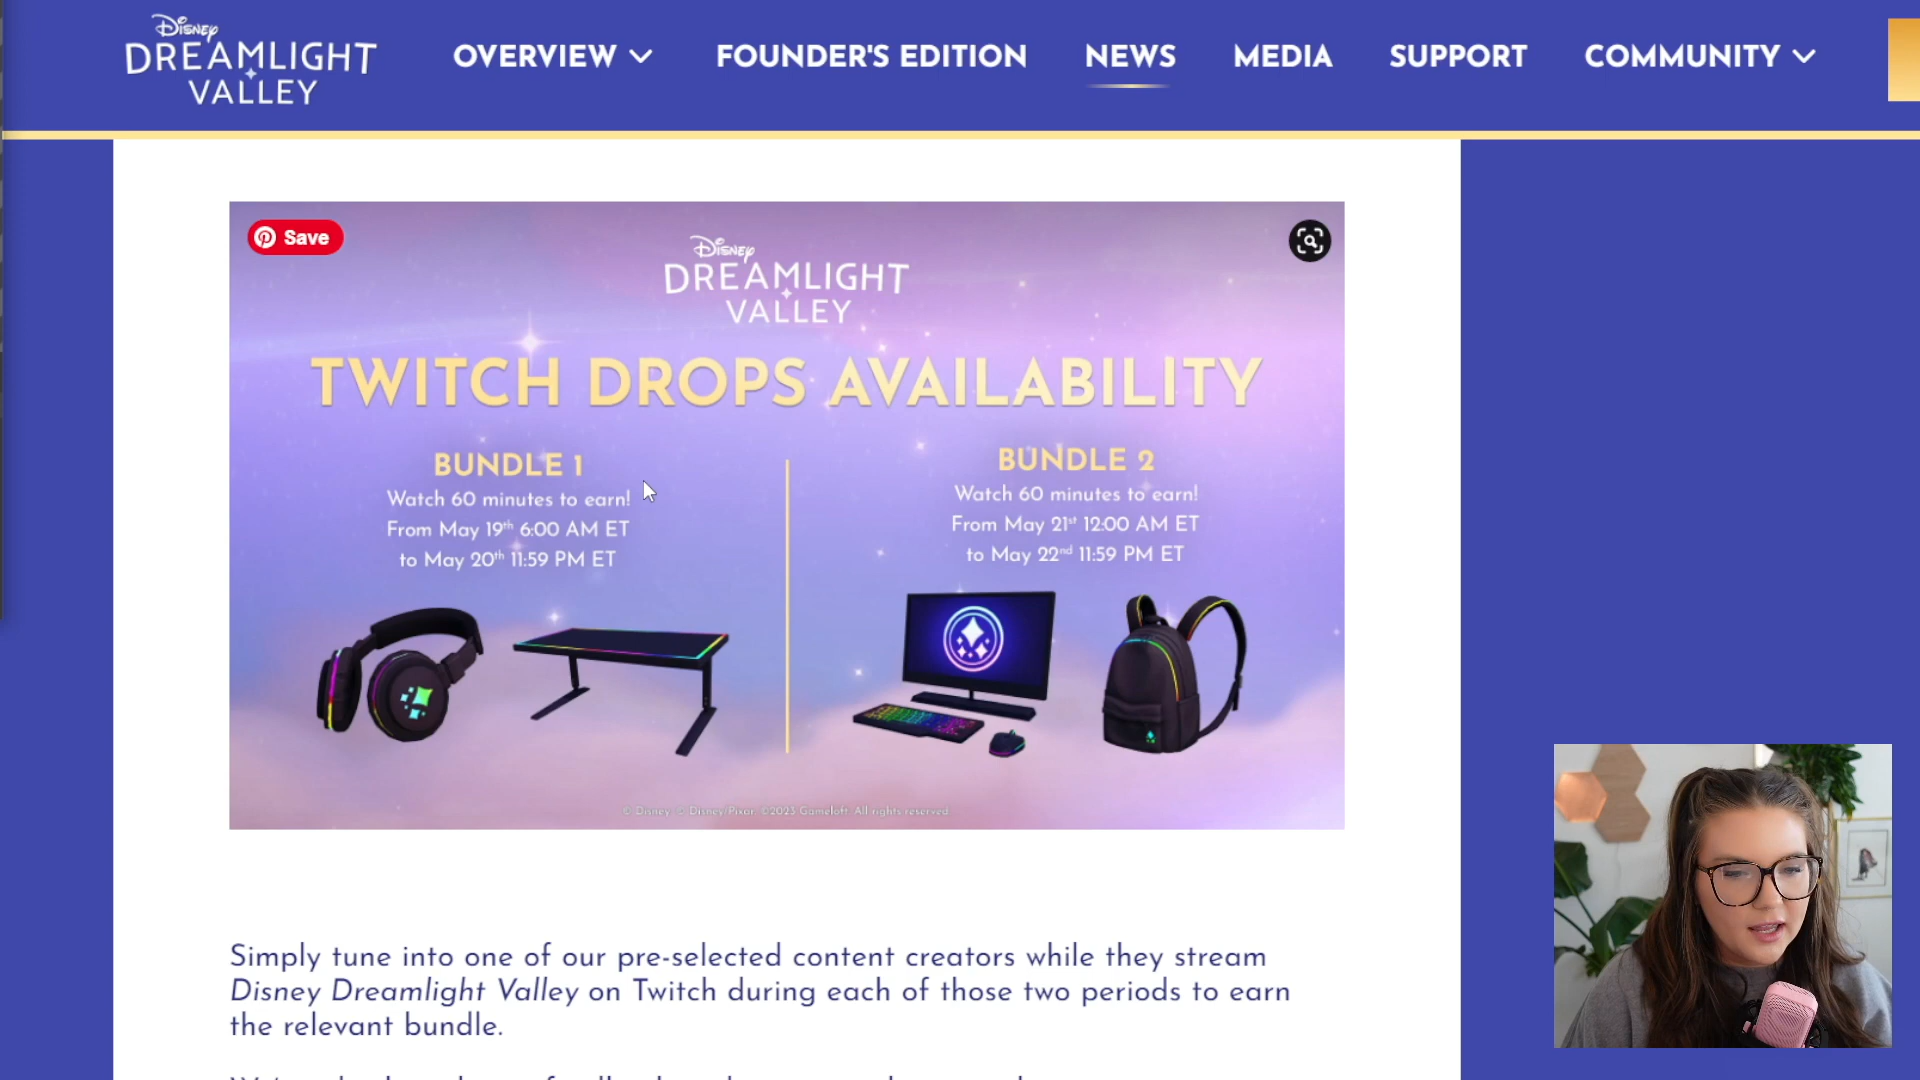 Disney
DREAMLIGHT
VALLEY
OVERVIEW
FOUNDER'S EDITION
NEWS
MEDIA
SUPPORT
COMMUNITY
Save
Disney
DREAMLIGHT
VALLEY
TWITCH DROPS AVAILABILITY
BUNDLE 1
Watch 60 minutes to earn!
From May 19th 6:00 AM ET
to May 20th 11:59 PM ET
BUNDLE 2
Watch 60 minutes to earn!
From May 21st 12:00 AM ET
to May 22nd 11:59 PM ET
© Disney © Disney/Pixar. ©2023 Gameloft. All rights reserved.
Simply tune into one of our pre-selected content creators while they stream
Disney Dreamlight Valley on Twitch during each of those two periods to earn
the relevant bundle.